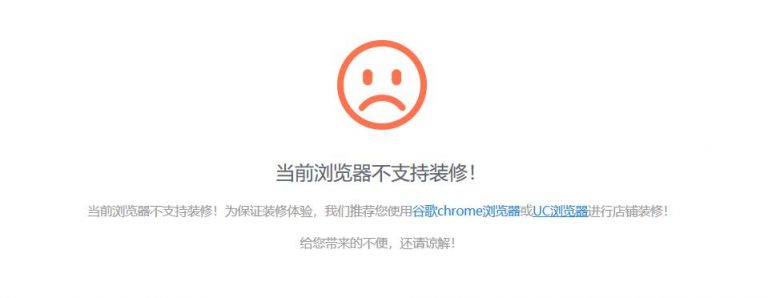 当前浏览器不支持装修！
当前浏览器不支持装修！为保证装修体验，我们推荐您使用谷歌chrome浏览器或UC浏览器进行店铺装修！
给您带来的不便，还请谅解！